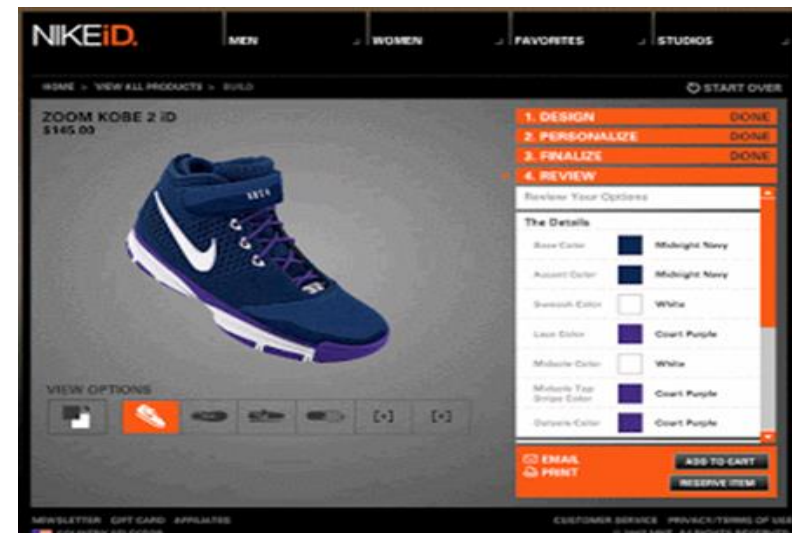 NIKEiD.
MEN WOMEN FAVORITES STUDIOS
HOME > VIEW ALL PRODUCTS > BUILD
START OVER
ZOOM KOBE 2 iD
$145.00
1. DESIGN DONE
2. PERSONALIZE DONE
3. FINALIZE DONE
4. REVIEW
Review Your Options
The Details
Base Color Midnight Navy
Accent Color Midnight Navy
Swoosh Color White
Lace Color Court Purple
Midsole Color White
Midsole Top
Stripe Color Court Purple
Outsole Color Court Purple
VIEW OPTIONS
[+] [+]
EMAIL ADD TO CART
PRINT
RESERVE ITEM
NEWSLETTER GIFT CARD AFFILIATES
CUSTOMER SERVICE PRIVACY/TERMS OF USE